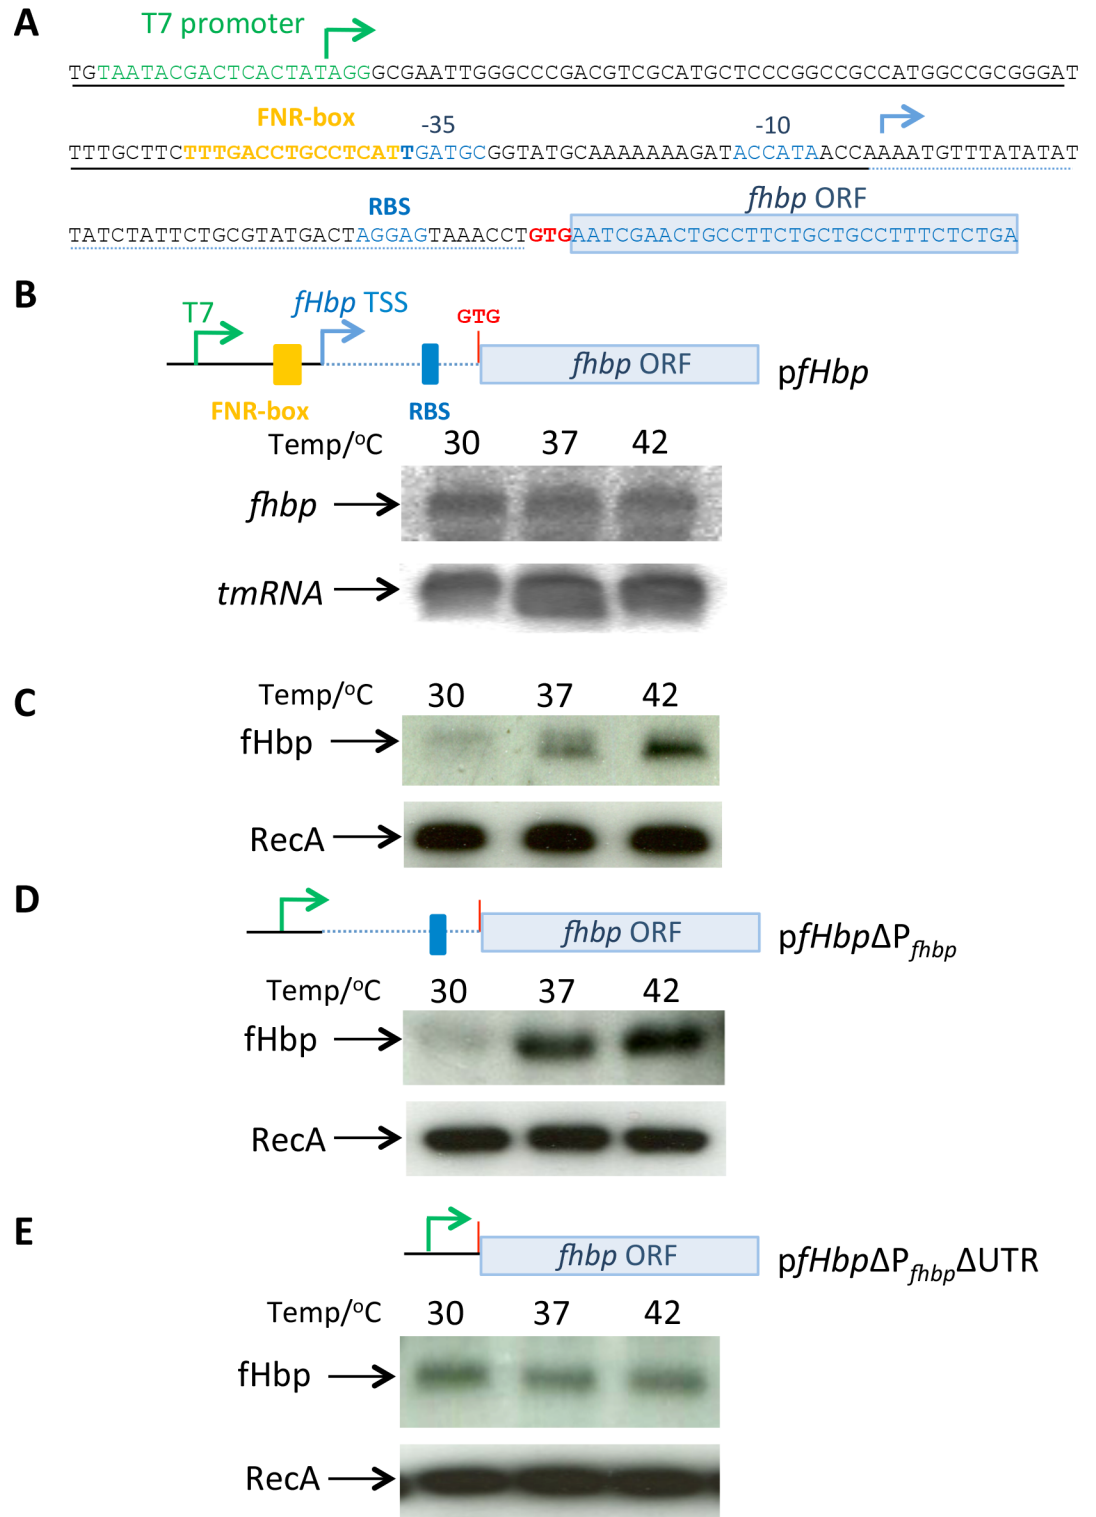 A
T7 promoter
TGTAATACGACTCACTATAGGGCGAATTGGGCCCGACGTCGCATGCTCCCGGCCGCCATGGCCGCGGGAT
FNR-box
-35
-10
TTTGCTTCTTTGACCTGCCTCATTGATGCGGTATGCAAAAAAAGATACCATAACCAAAATGTTTATATAT
RBS
fhbp ORF
TATCTATTCTGCGTATGACTAGGAGTAAACCTGTGAATCGAACTGCCTTCTGCTGCCTTTCTCTGA
B
T7
fHbp TSS
GTG
fhbp ORF
pfHbp
FNR-box
RBS
Temp/°C 30 37 42
fhbp
tmRNA
C
Temp/°C 30 37 42
fHbp
RecA
D
fhbp ORF
pfHbpΔPfhbp
Temp/°C 30 37 42
fHbp
RecA
E
fhbp ORF
pfHbpΔPfhbpΔUTR
Temp/°C 30 37 42
fHbp
RecA